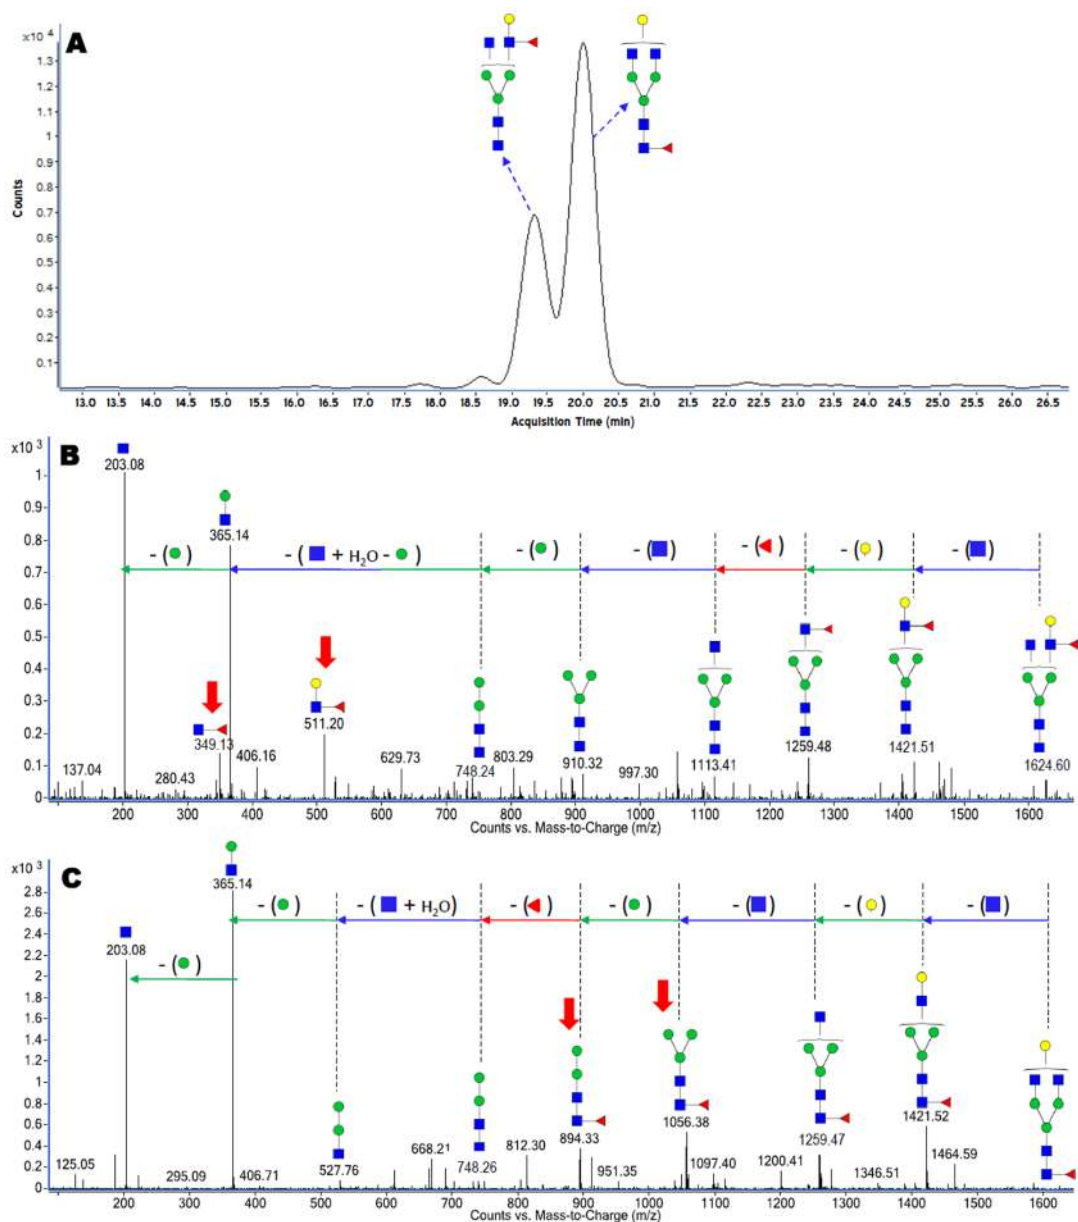 A
x10 4
1.3
1.2
1.1
1
0.9
0.8
0.7
0.6
0.5
0.4
0.3
0.2
0.1
Counts
13.0 13.5 14.0 14.5 15.0 15.5 16.0 16.5 17.0 17.5 18.0 18.5 19.0 19.5 20.0 20.5 21.0 21.5 22.0 22.5 23.0 23.5 24.0 24.5 25.0 25.5 26.0 26.5
Acquisition Time (min)
B
x10 3
1
0.9
0.8
0.7
0.6
0.5
0.4
0.3
0.2
0.1
0
203.08
365.14
- ( )
- ( + H2O - )
- ( )
- ( )
- ( )
- ( )
- ( )
137.04
280.43
349.13
406.16
511.20
629.73
748.24
803.29
910.32
997.30
1113.41
1259.48
1421.51
1624.60
200 300 400 500 600 700 800 900 1000 1100 1200 1300 1400 1500 1600
Counts vs. Mass-to-Charge (m/z)
C
x10 3
2.8
2.6
2.4
2.2
2
1.8
1.6
1.4
1.2
1
0.8
0.6
0.4
0.2
0
365.14
203.08
- ( )
- ( )
- ( + H2O)
- ( )
- ( )
- ( )
- ( )
- ( )
125.05
295.09
406.71
527.76
668.21
748.26
812.30
894.33
951.35
1056.38
1097.40
1200.41
1259.47
1346.51
1421.52
1464.59
200 300 400 500 600 700 800 900 1000 1100 1200 1300 1400 1500 1600
Counts vs. Mass-to-Charge (m/z)